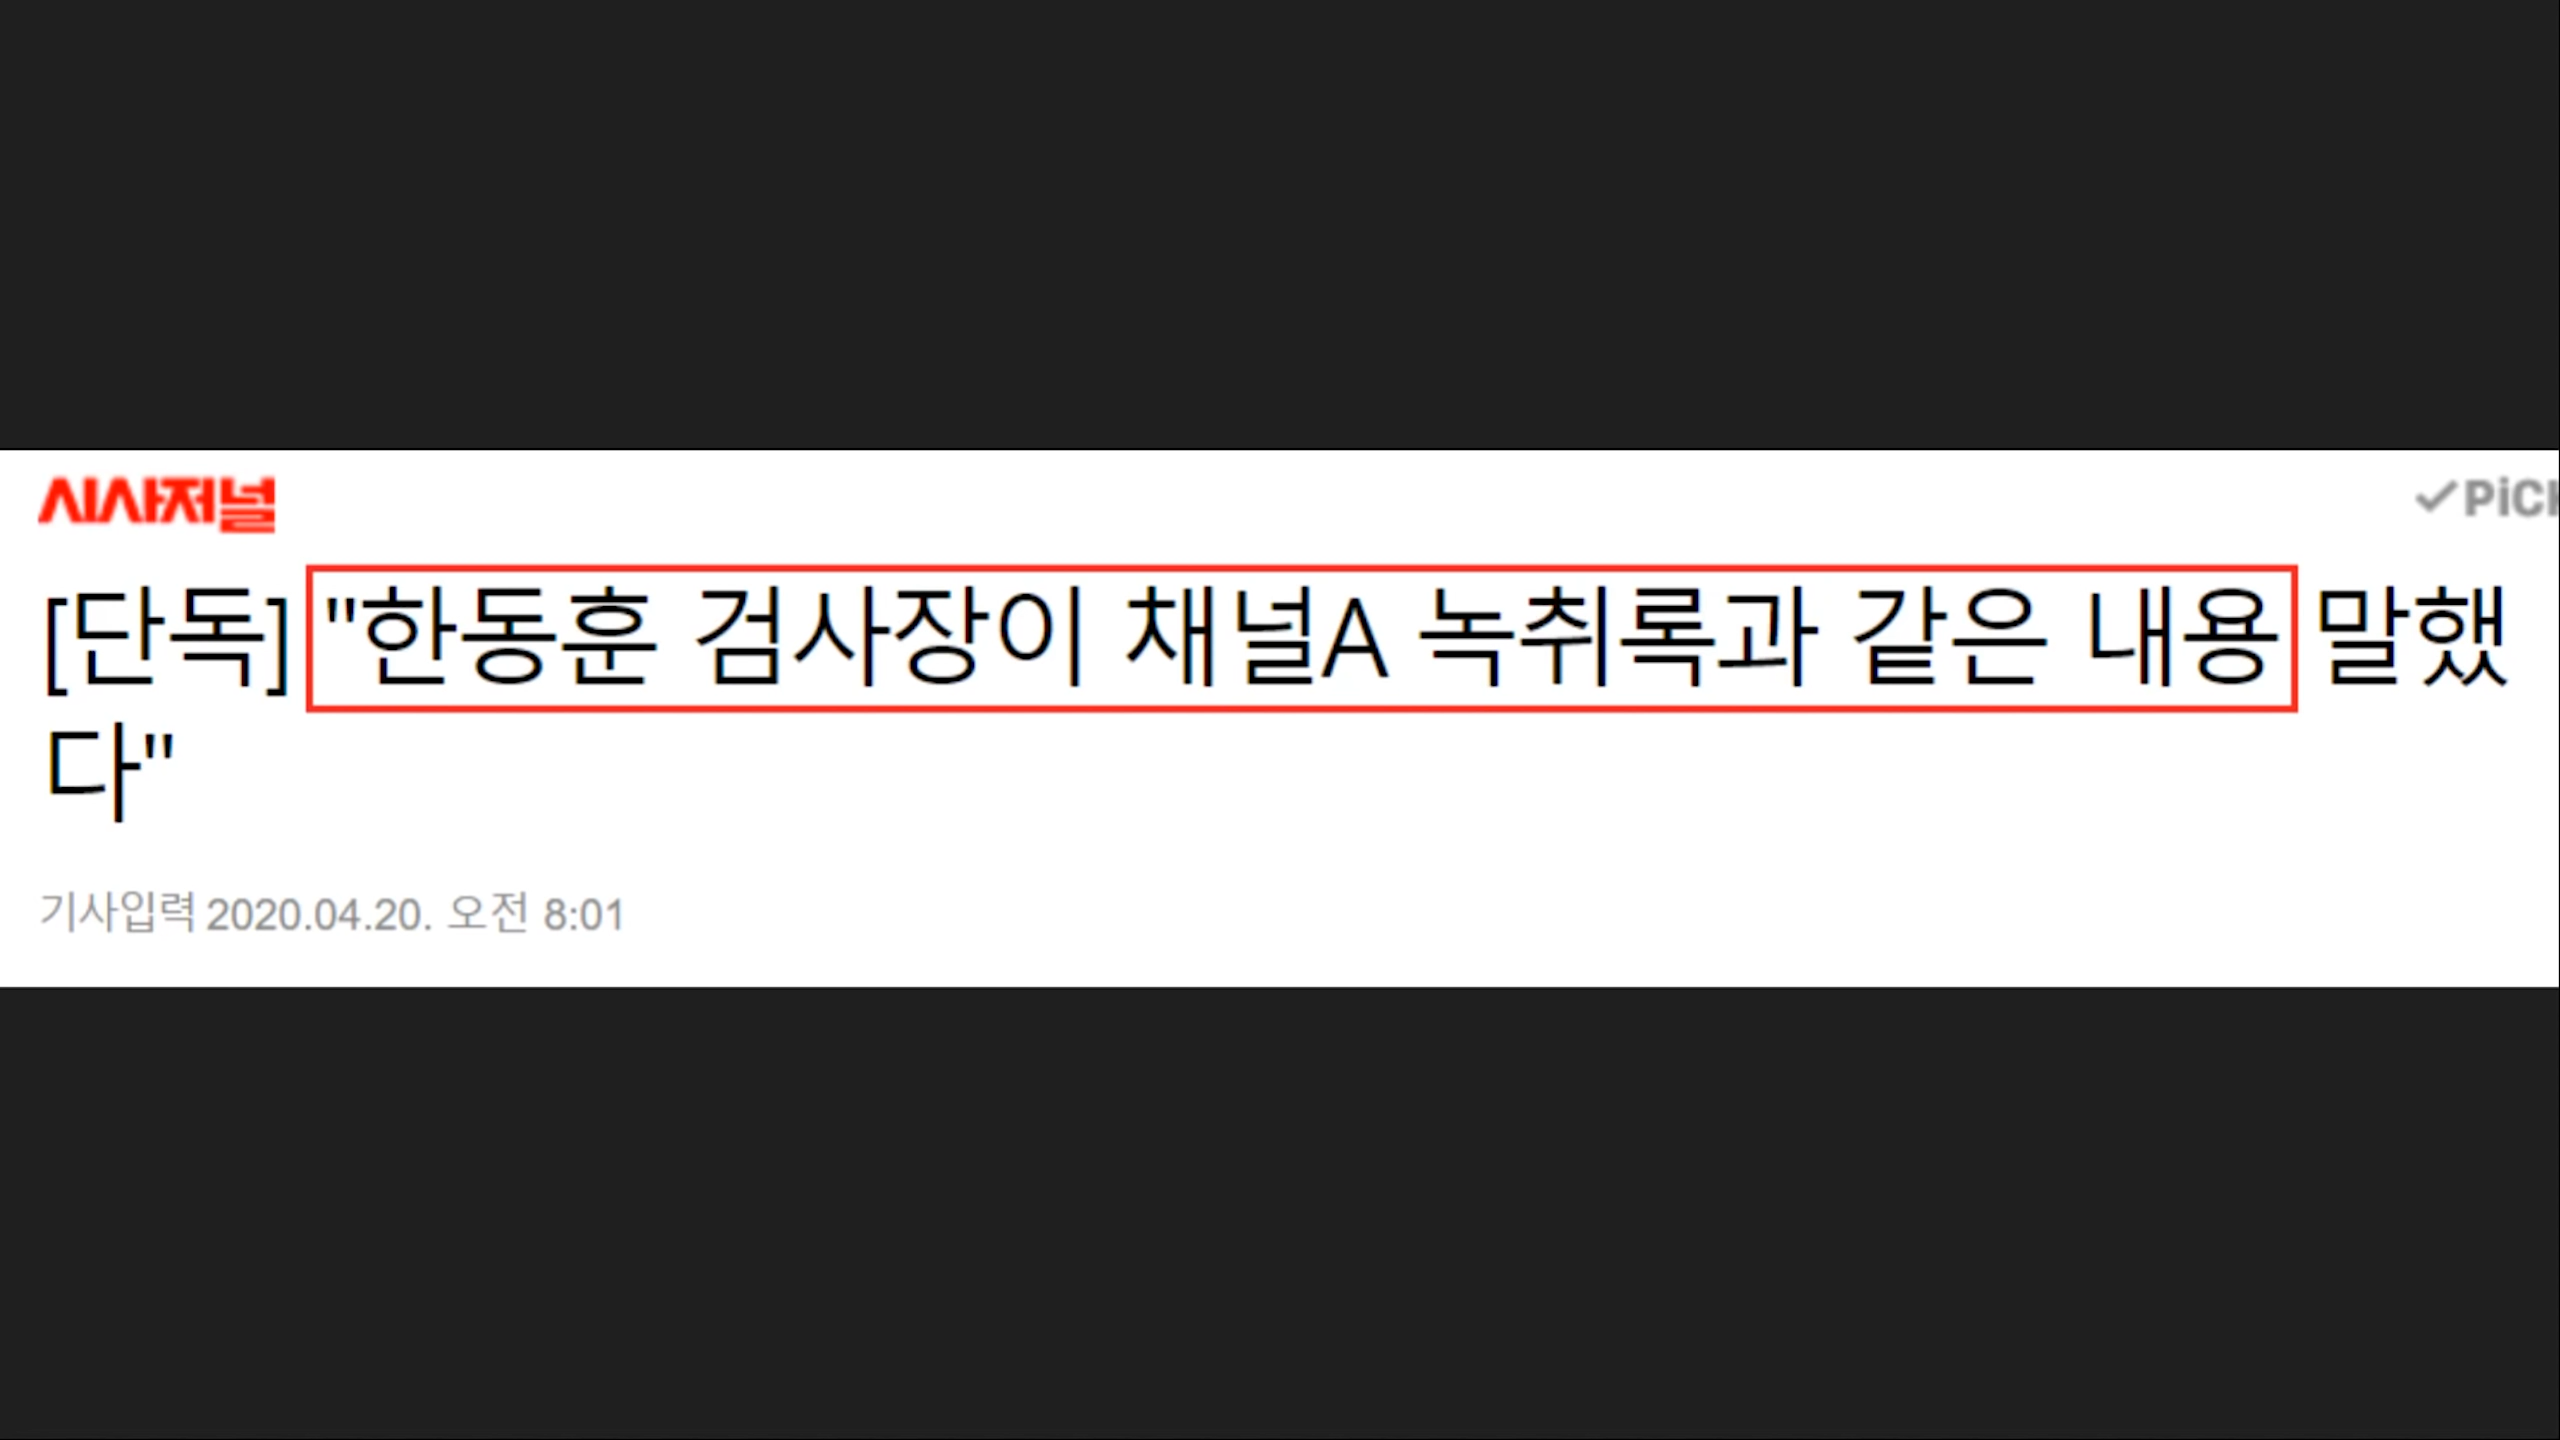 시사저널
✓PiCK
[단독] "한동훈 검사장이 채널A 녹취록과 같은 내용 말했
다"
기사입력 2020.04.20. 오전 8:01